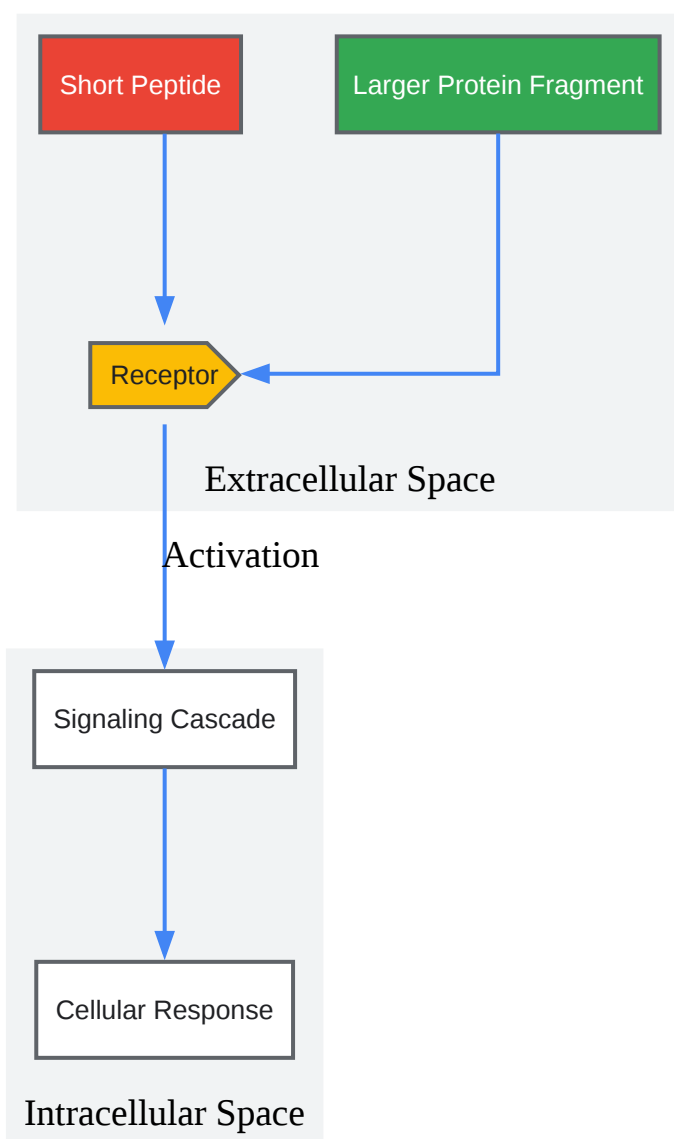 Short Peptide
Larger Protein Fragment
Receptor
Extracellular Space
Activation
Signaling Cascade
Cellular Response
Intracellular Space